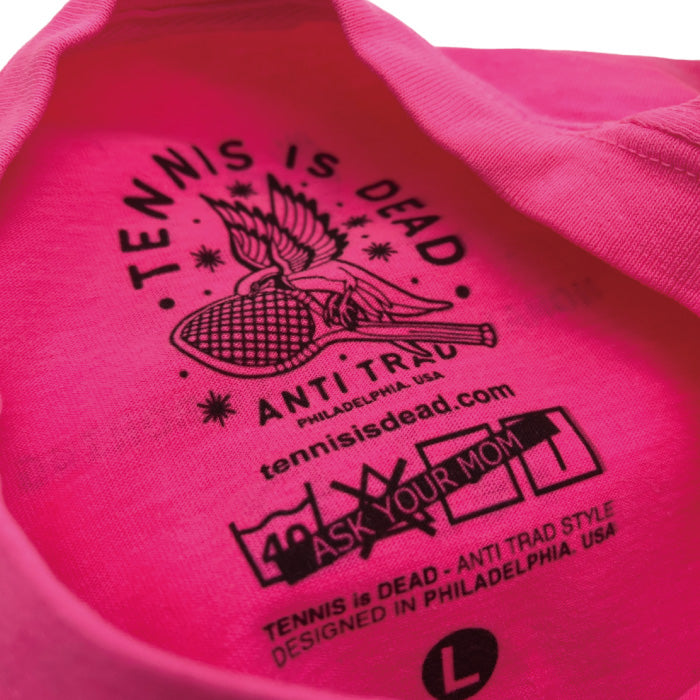 TENNIS IS DEAD
ANTI TRAD
PHILADELPHIA. USA
tennisisdead.com
40
ASK YOUR MOM
TENNIS is DEAD - ANTI TRAD STYLE
DESIGNED IN PHILADELPHIA. USA
L